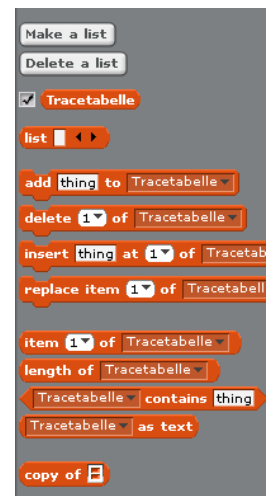 Make a list
Delete a list
Tracetabelle
list
add thing to Tracetabelle
delete 1 of Tracetabelle
insert thing at 1 of Tracetab
replace item 1 of Tracetabell
item 1 of Tracetabelle
length of Tracetabelle
Tracetabelle contains thing
Tracetabelle as text
copy of